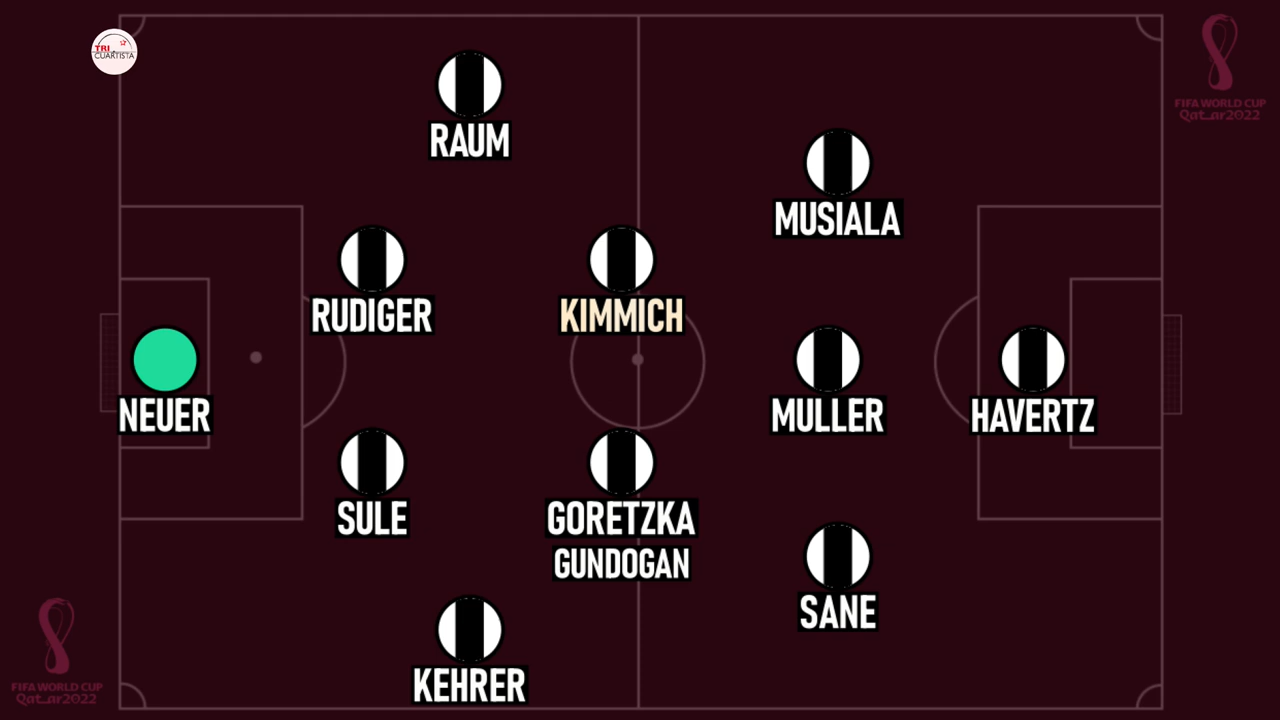 TRI
CUARTISTA
FIFA WORLD CUP
Qatar2022
RAUM
MUSIALA
RUDIGER
KIMMICH
NEUER
MULLER
HAVERTZ
SULE
GORETZKA
GUNDOGAN
SANE
KEHRER
FIFA WORLD CUP
Qatar2022